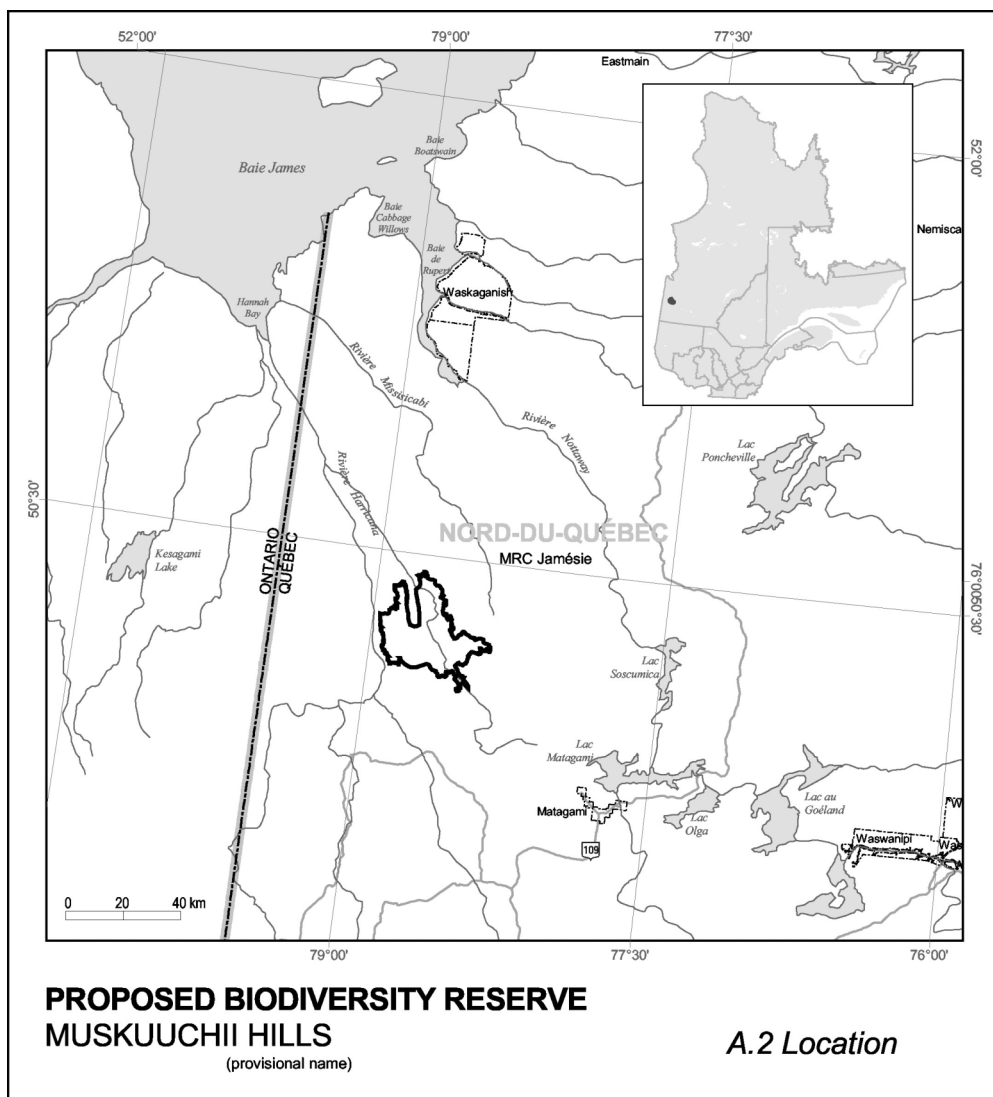 52°00'
79°00'
77°30'
Eastmain
Baie
Boatswain
Baie James
52°00'
Baie
Cabbage
Willows
Baie
de
Rupert
Nemisca
Waskaganish
Hannah
Bay
Rivière Missisicabi
Rivière Nottaway
Lac
Poncheville
Rivière Harricana
50°30'
NORD-DU-QUÉBEC
MRC Jamésie
Kesagami
Lake
ONTARIO
QUÉBEC
76°00'
50°30'
Lac
Soscumica
Lac
Matagami
Matagami
Lac
Olga
Lac au
Goéland
"W
Waswanipi
Was
109
0 20 40 km
79°00'
77°30'
76°00'
PROPOSED BIODIVERSITY RESERVE
MUSKUUCHII HILLS
(provisional name)
A.2 Location